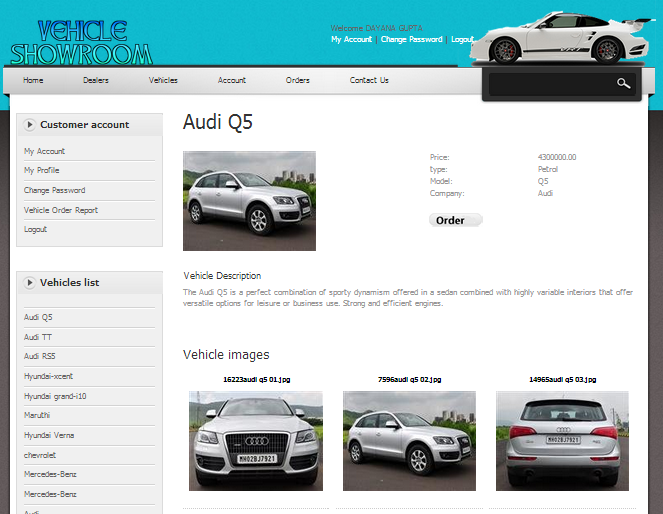 VEHICLE
SHOWROOM
Welcome DAYANA GUPTA
My Account | Change Password | Logout
Home Dealers Vehicles Account Orders Contact Us
Customer account
My Account
My Profile
Change Password
Vehicle Order Report
Logout
Vehicles list
Audi Q5
Audi TT
Audi RS5
Hyundai-xcent
Hyundai grand-i10
Maruthi
Hyundai Verna
chevrolet
Mercedes-Benz
Mercedes-Benz
Audi
Audi Q5
Price: 4300000.00
type: Petrol
Model: Q5
Company: Audi
Order
Vehicle Description
The Audi Q5 is a perfect combination of sporty dynamism offered in a sedan combined with highly variable interiors that offer
versatile options for leisure or business use. Strong and efficient engines.
Vehicle images
16223audi q5 01.jpg 7596audi q5 02.jpg 14965audi q5 03.jpg
MH02BJ7921
MH02BJ7921